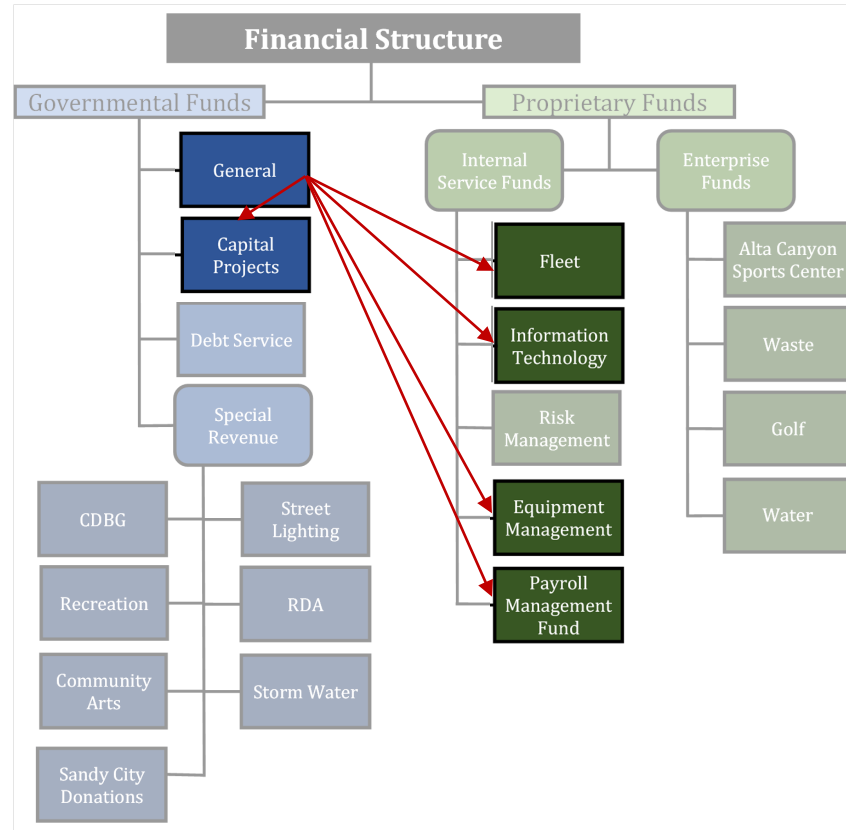 Financial Structure
Governmental Funds
Proprietary Funds
General
Capital
Projects
Debt Service
Special
Revenue
CDBG
Street
Lighting
Recreation
RDA
Community
Arts
Storm Water
Sandy City
Donations
Internal
Service Funds
Fleet
Information
Technology
Risk
Management
Equipment
Management
Payroll
Management
Fund
Enterprise
Funds
Alta Canyon
Sports Center
Waste
Golf
Water